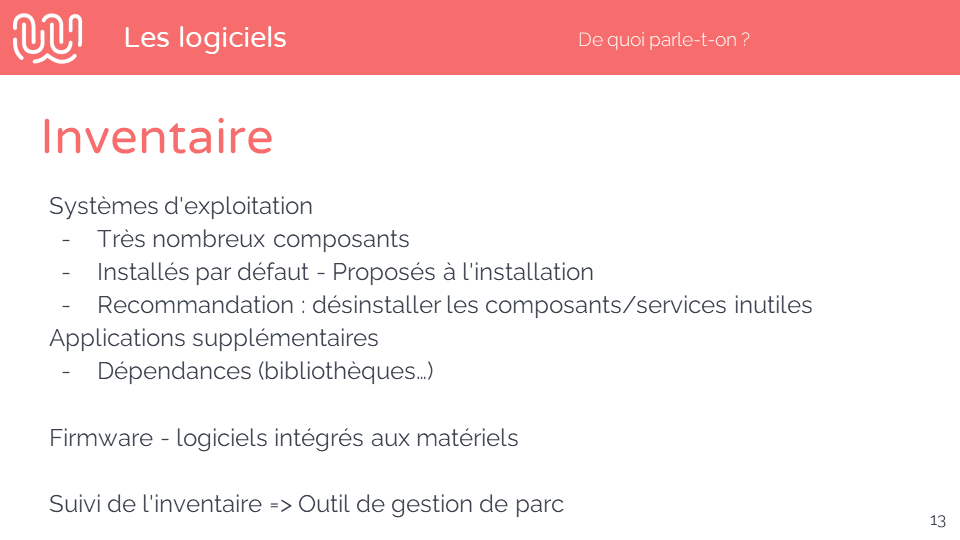 Les logiciels
De quoi parle-t-on ?
Inventaire
Systèmes d'exploitation
- Très nombreux composants
- Installés par défaut - Proposés à l'installation
- Recommandation : désinstaller les composants/services inutiles
Applications supplémentaires
- Dépendances (bibliothèques…)
Firmware - logiciels intégrés aux matériels
Suivi de l'inventaire => Outil de gestion de parc
13